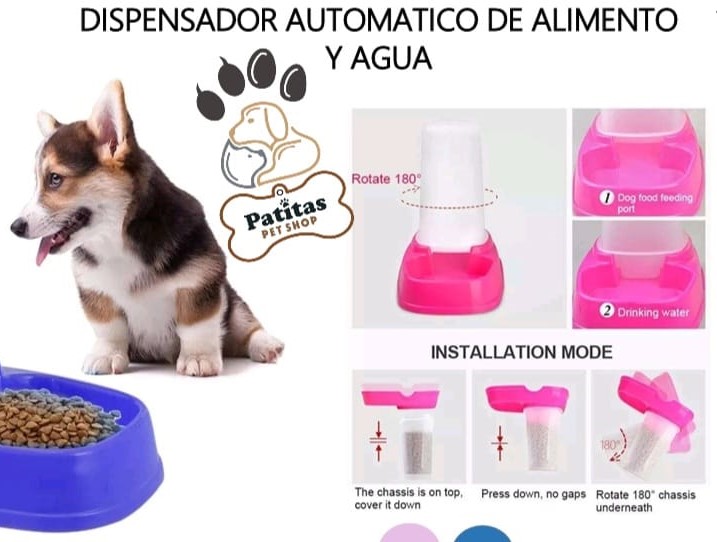 DISPENSADOR AUTOMATICO DE ALIMENTO
Y AGUA
Patitas
PET SHOP
Rotate 180°
1 Dog food feeding
port
2 Drinking water
INSTALLATION MODE
180°
The chassis is on top,
cover it down
Press down, no gaps
Rotate 180° chassis
underneath